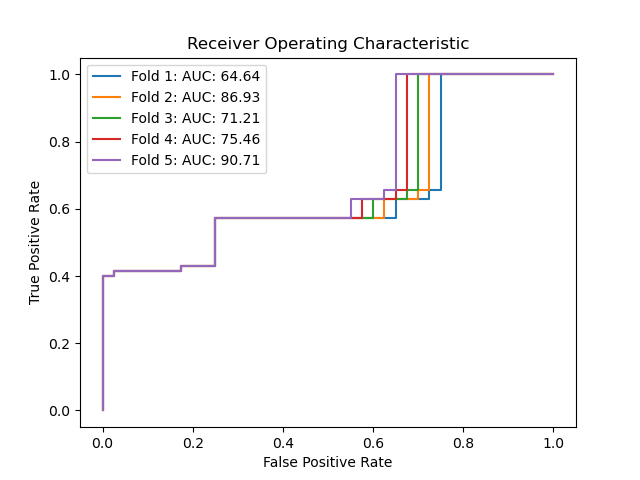 Receiver Operating Characteristic
Fold 1: AUC: 64.64
Fold 2: AUC: 86.93
Fold 3: AUC: 71.21
Fold 4: AUC: 75.46
Fold 5: AUC: 90.71
True Positive Rate
1.0
0.8
0.6
0.4
0.2
0.0
0.0 0.2 0.4 0.6 0.8 1.0
False Positive Rate